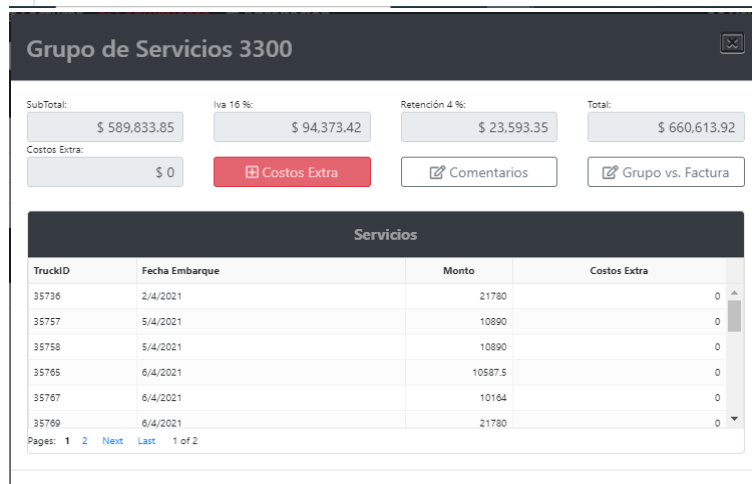 Grupo de Servicios 3300
SubTotal: Iva 16 %: Retención 4 %: Total:
$ 589,833.85 $ 94,373.42 $ 23,593.35 $ 660,613.92
Costos Extra:
$ 0 Costos Extra Comentarios Grupo vs. Factura
Servicios
TruckID Fecha Embarque Monto Costos Extra
35736 2/4/2021 21780 0
35757 5/4/2021 10890 0
35758 5/4/2021 10890 0
35765 6/4/2021 10587.5 0
35767 6/4/2021 10164 0
35769 6/4/2021 21780 0
Pages: 1 2 Next Last 1 of 2